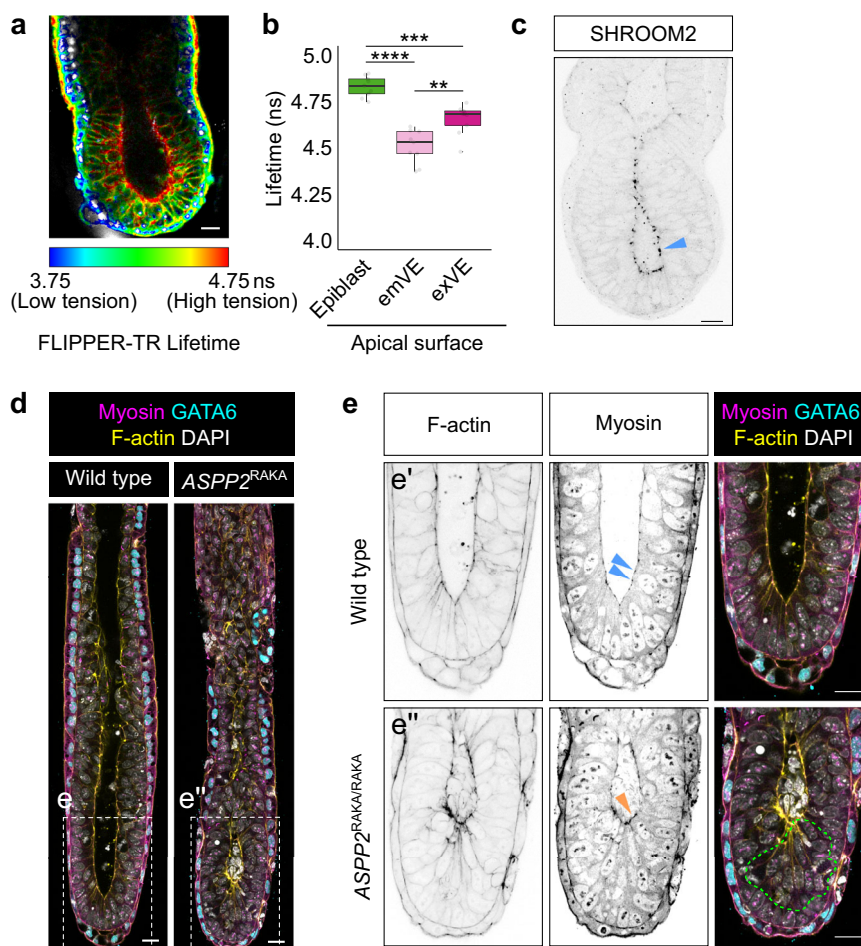 a
3.75
4.75 ns
(Low tension)
(High tension)
FLIPPER-TR Lifetime
b
Lifetime (ns)
5.0
4.75
4.5
4.25
4.0
***
****
**
Epiblast
emVE
exVE
Apical surface
c
SHROOM2
d
Myosin GATA6
F-actin DAPI
Wild type
ASPP2RAKA
e
e"
e
F-actin
Myosin
Myosin GATA6
F-actin DAPI
Wild type
e'
ASPP2RAKA/RAKA
e"